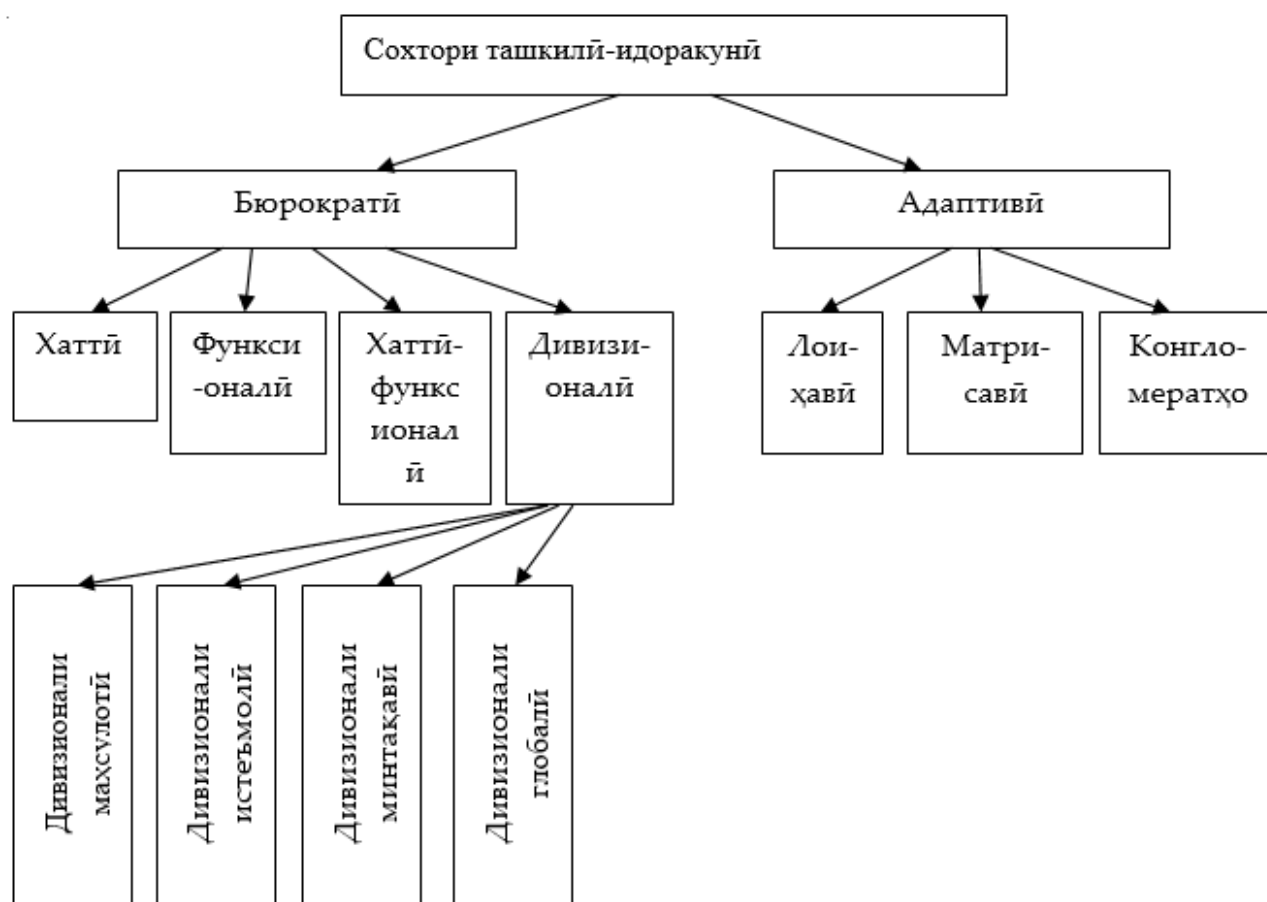 Сохтори ташкилӣ-идоракунӣ
Бюрократӣ
Адаптивӣ
Хаттӣ
Функси
-оналӣ
Хаттӣ-
функс
ионал
ӣ
Дивизи-
оналӣ
Лои-
ҳавӣ
Матри-
савӣ
Конгло-
мератҳо
Дивизионали
маҳсулотӣ
Дивизионали
истеъмолӣ
Дивизионали
минтақавӣ
Дивизионали
глобалӣ